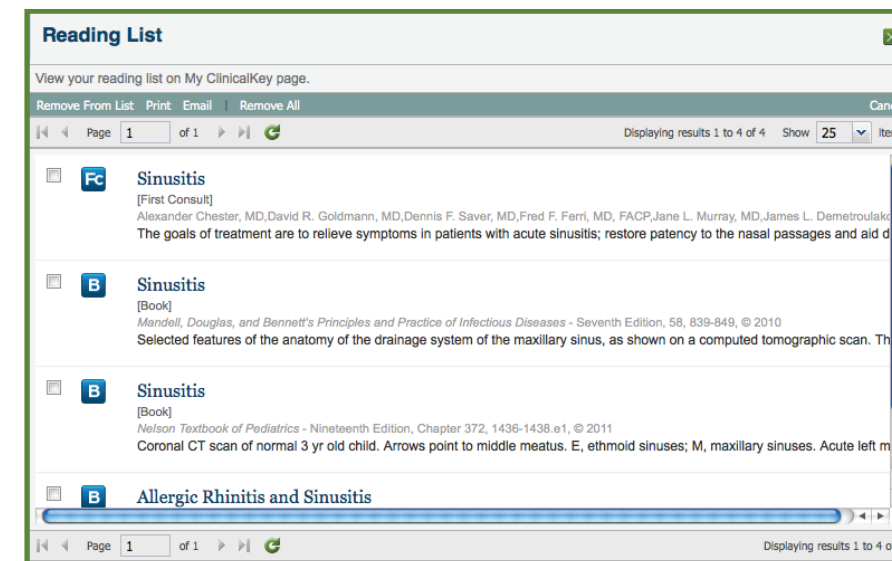 Reading List
View your reading list on My ClinicalKey page.
Remove From List Print Email | Remove All Canc
Page 1 of 1 Displaying results 1 to 4 of 4 Show 25 ite
Fc Sinusitis
[First Consult]
Alexander Chester, MD,David R. Goldmann, MD,Dennis F. Saver, MD,Fred F. Ferri, MD, FACP,Jane L. Murray, MD,James L. Demetroulako
The goals of treatment are to relieve symptoms in patients with acute sinusitis; restore patency to the nasal passages and aid d
B Sinusitis
[Book]
Mandell, Douglas, and Bennett's Principles and Practice of Infectious Diseases - Seventh Edition, 58, 839-849, © 2010
Selected features of the anatomy of the drainage system of the maxillary sinus, as shown on a computed tomographic scan. Th
B Sinusitis
[Book]
Nelson Textbook of Pediatrics - Nineteenth Edition, Chapter 372, 1436-1438.e1, © 2011
Coronal CT scan of normal 3 yr old child. Arrows point to middle meatus. E, ethmoid sinuses; M, maxillary sinuses. Acute left m
B Allergic Rhinitis and Sinusitis
Page 1 of 1 Displaying results 1 to 4 o